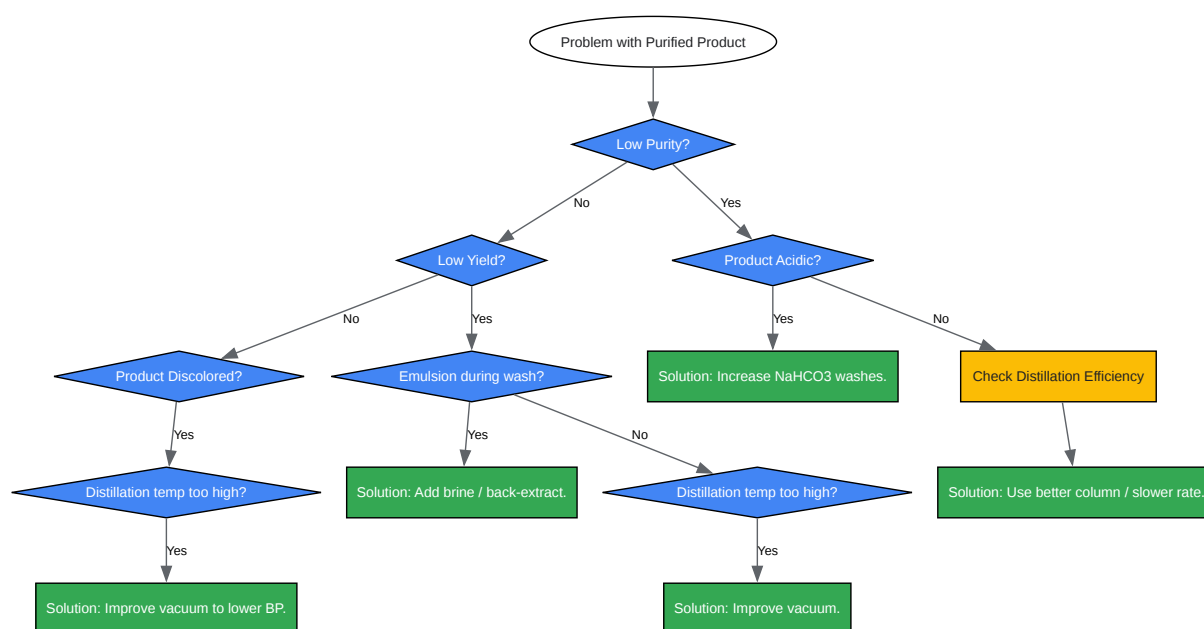 Problem with Purified Product
Low Purity?
No
Yes
Low Yield?
Product Acidic?
No
Yes
Yes
No
Product Discolored?
Emulsion during wash?
Solution: Increase NaHCO3 washes.
Check Distillation Efficiency
Yes
Yes
No
Distillation temp too high?
Solution: Add brine / back-extract.
Distillation temp too high?
Solution: Use better column / slower rate.
Yes
Yes
Solution: Improve vacuum to lower BP.
Solution: Improve vacuum.